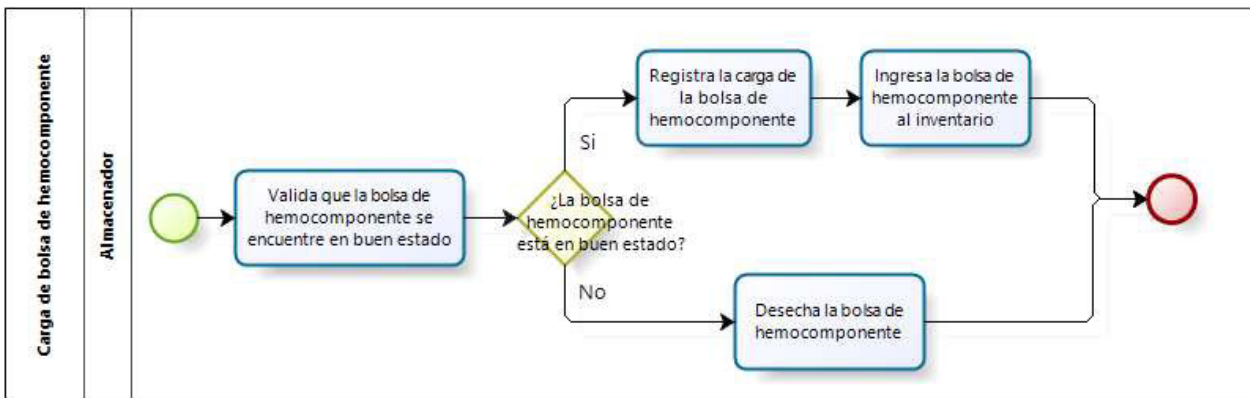 Carga de bolsa de hemocomponente
Almacenador
Valida que la bolsa de
hemocomponente se
encuentre en buen estado
¿La bolsa de
hemocomponente
está en buen estado?
Si
Registra la carga de
la bolsa de
hemocomponente
Ingresa la bolsa de
hemocomponente
al inventario
No
Desecha la bolsa de
hemocomponente